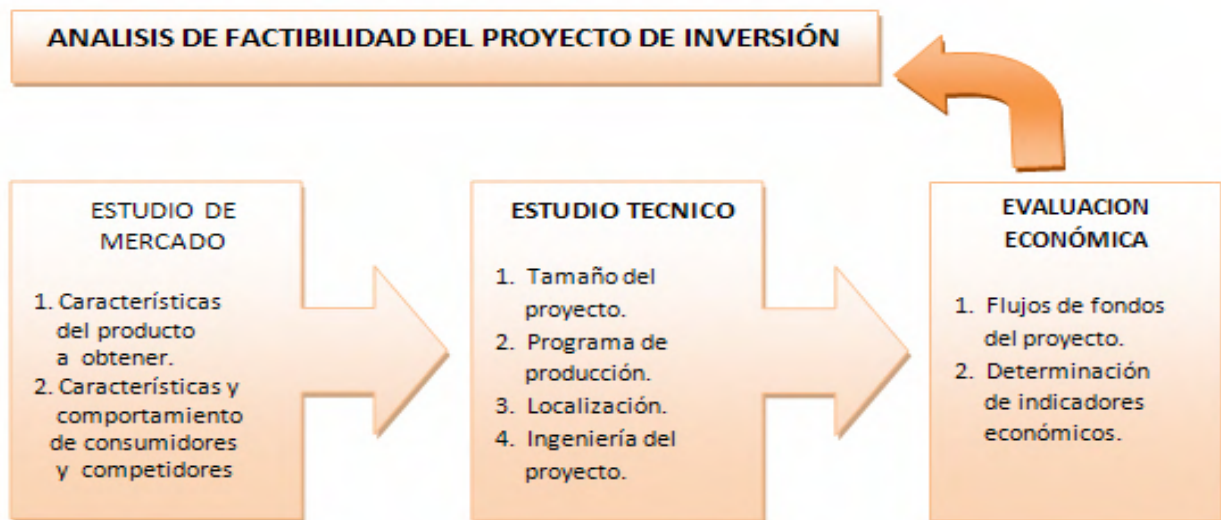 ANALISIS DE FACTIBILIDAD DEL PROYECTO DE INVERSIÓN
ESTUDIO DE
MERCADO
1. Característícas
del producto
a obtener.
2. Característícas y
comportamiento
de consumidores
y competidores
ESTUDIO TECNICO
1. Tamaño del
proyecto.
2. Programa de
producción.
3. Localización.
4. Ingeniería del
proyecto.
EVALUACION
ECONÓMICA
1. Flujos de fondos
del proyecto.
2. Determinación
de indicadores
económicos.